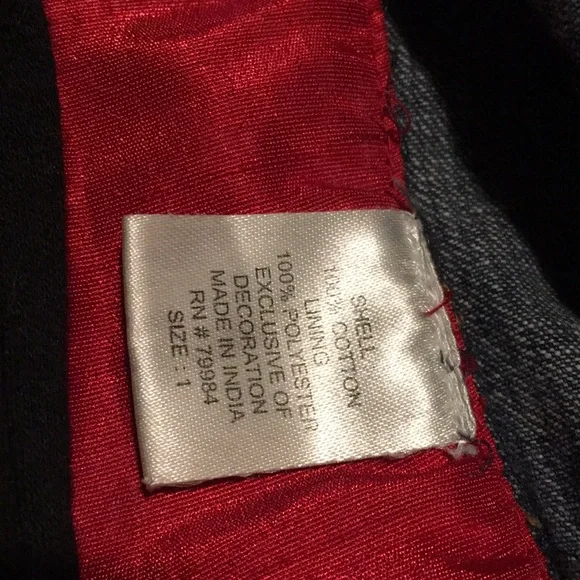 SHELL
100% COTTON
LINING
100% POLYESTER
EXCLUSIVE OF
DECORATION
MADE IN INDIA
RN # 79984
SIZE : 1